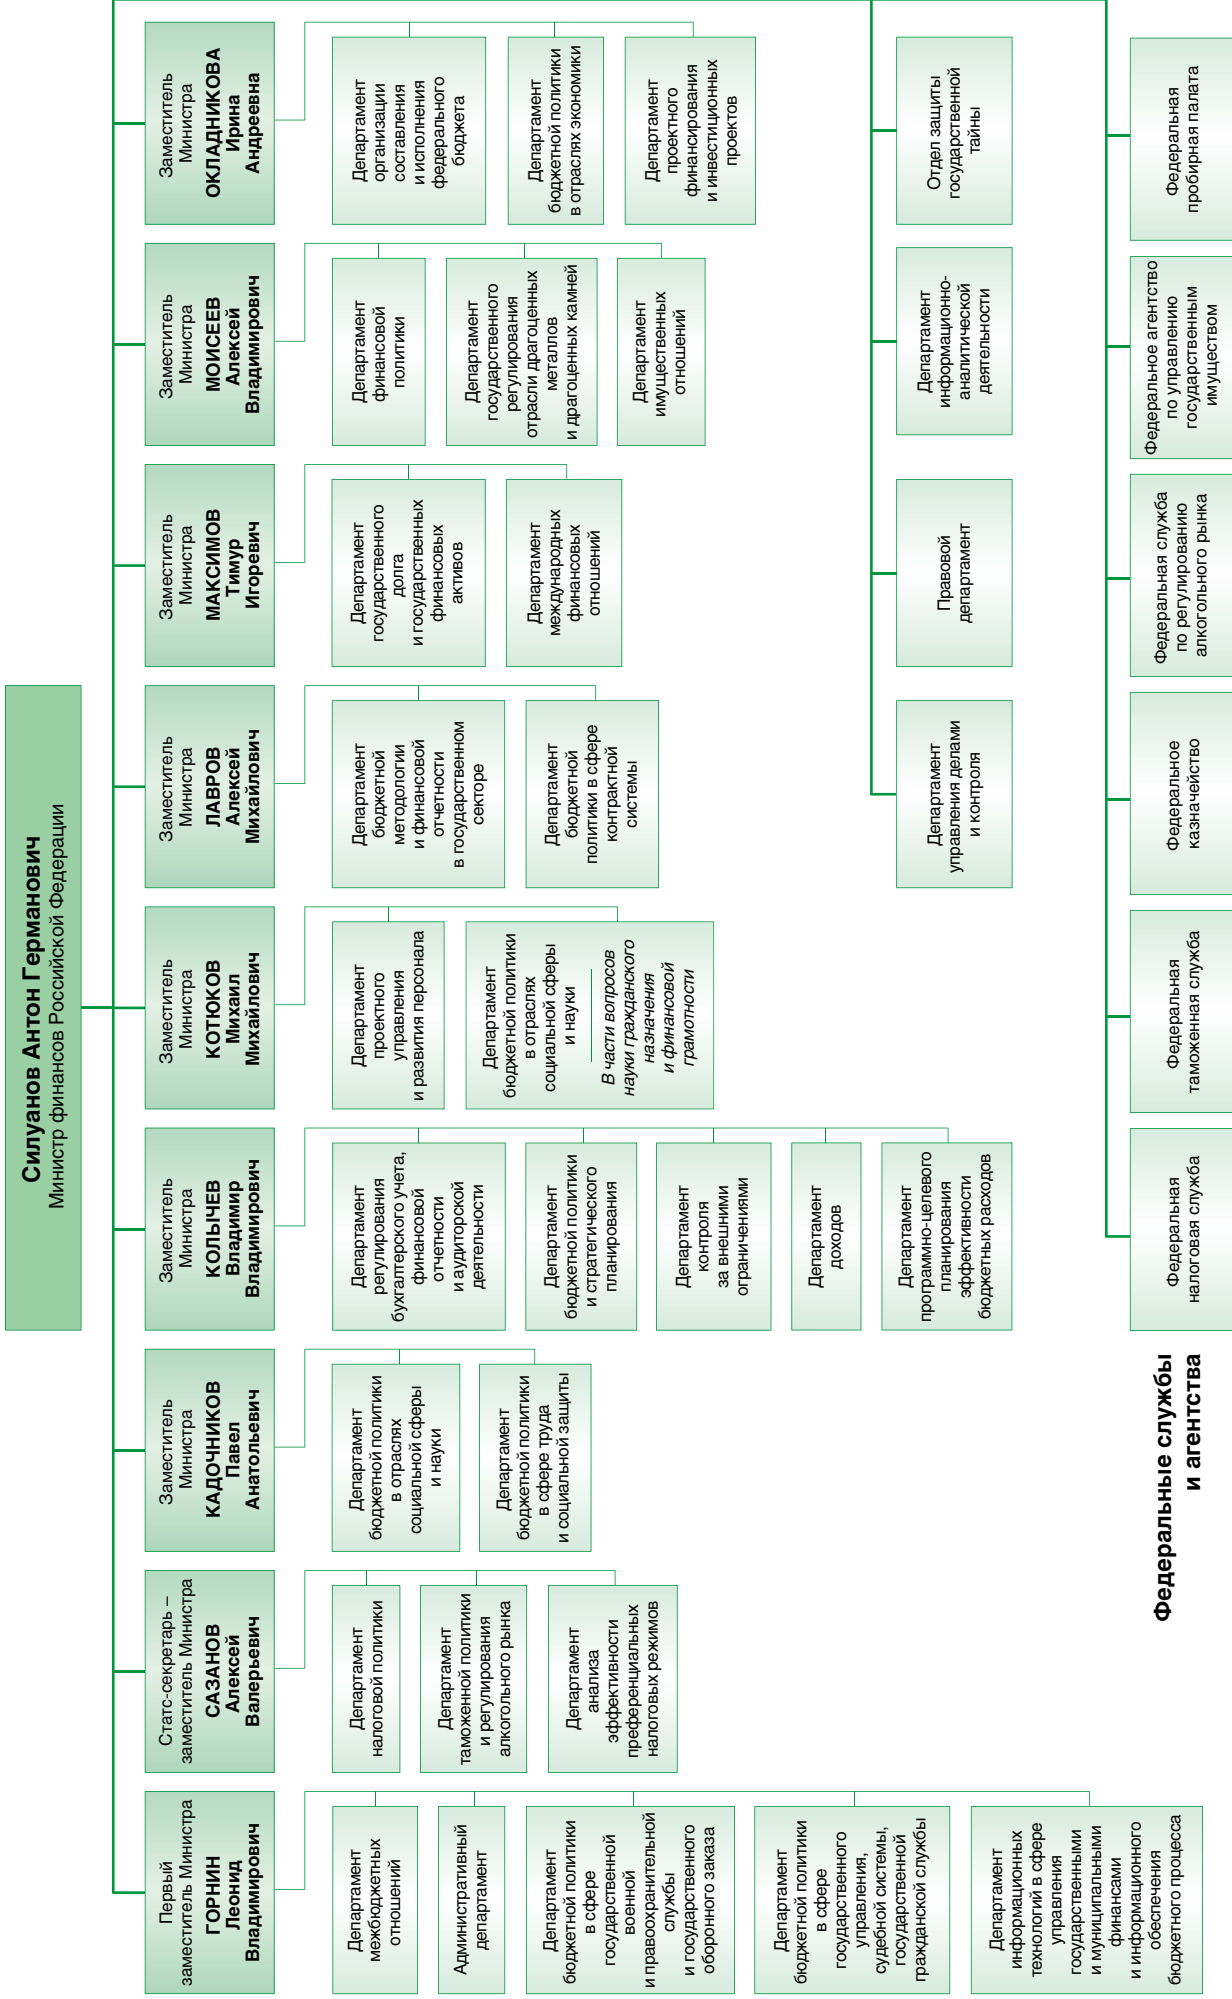 Силуанов Антон Германович
Министр финансов Российской Федерации
Первый
заместитель Министра
ГОРНИН
Леонид
Владимирович
Департамент
межбюджетных
отношений
Административный
департамент
Департамент
бюджетной политики
в сфере
государственной
военной
и правоохранительной
службы
и государственного
оборонного заказа
Департамент
бюджетной политики
в сфере
государственного
управления,
судебной системы,
государственной
гражданской службы
Департамент
информационных
технологий в сфере
управления
государственными
и муниципальными
финансами
и информационного
обеспечения
бюджетного процесса
Статс-секретарь –
заместитель Министра
САЗАНОВ
Алексей
Валерьевич
Департамент
налоговой политики
Департамент
таможенной политики
и регулирования
алкогольного рынка
Департамент
анализа
эффективности
преференциальных
налоговых режимов
Заместитель
Министра
КАДОЧНИКОВ
Павел
Анатольевич
Департамент
бюджетной политики
в отраслях
социальной сферы
и науки
Департамент
бюджетной политики
в сфере труда
и социальной защиты
Заместитель
Министра
КОЛЫЧЕВ
Владимир
Владимирович
Департамент
регулирования
бухгалтерского учета,
финансовой
отчетности
и аудиторской
деятельности
Департамент
бюджетной политики
и стратегического
планирования
Департамент
контроля
за внешними
ограничениями
Департамент
доходов
Департамент
программно-целевого
планирования
эффективности
бюджетных расходов
Заместитель
Министра
КОТЮКОВ
Михаил
Михайлович
Департамент
проектного
управления
и развития персонала
Департамент
бюджетной политики
в отраслях
социальной сферы
и науки
В части вопросов
науки гражданского
назначения
и финансовой
грамотности
Заместитель
Министра
ЛАВРОВ
Алексей
Михайлович
Департамент
бюджетной
методологии
и финансовой
отчетности
в государственном
секторе
Департамент
бюджетной
политики в сфере
контрактной
системы
Заместитель
Министра
МАКСИМОВ
Тимур
Игоревич
Департамент
государственного
долга
и государственных
финансовых
активов
Департамент
международных
финансовых
отношений
Заместитель
Министра
МОИСЕЕВ
Алексей
Владимирович
Департамент
финансовой
политики
Департамент
государственного
регулирования
отрасли драгоценных
металлов
и драгоценных камней
Департамент
имущественных
отношений
Заместитель
Министра
ОКЛАДНИКОВА
Ирина
Андреевна
Департамент
организации
составления
и исполнения
федерального
бюджета
Департамент
бюджетной политики
в отраслях экономики
Департамент
проектного
финансирования
и инвестиционных
проектов
Департамент
управления делами
и контроля
Правовой
департамент
Департамент
информационно-
аналитической
деятельности
Отдел защиты
государственной
тайны
Федеральные службы
и агентства
Федеральная
налоговая служба
Федеральная
таможенная служба
Федеральное
казначейство
Федеральная служба
по регулированию
алкогольного рынка
Федеральное агентство
по управлению
государственным
имуществом
Федеральная
пробирная палата